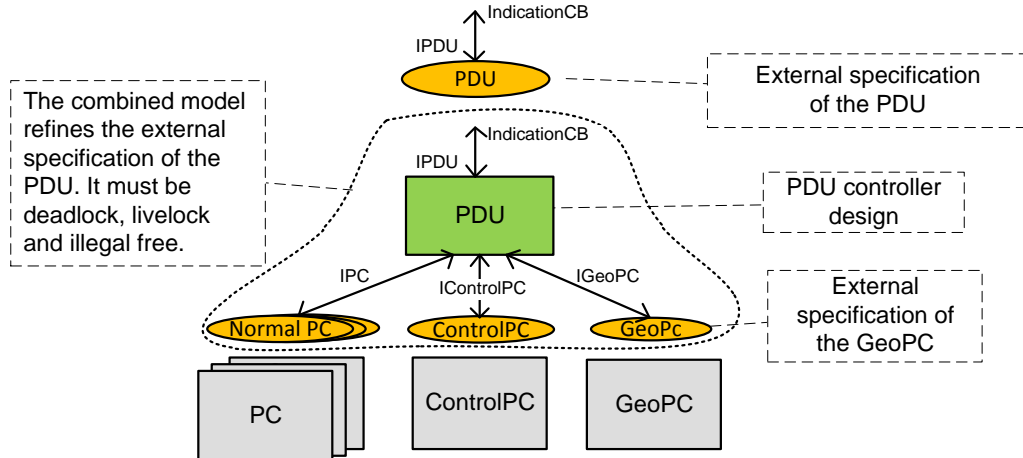 IndicationCB
IPDU
PDU
External specification
of the PDU
The combined model
refines the external
specification of the
PDU. It must be
deadlock, livelock
and illegal free.
IndicationCB
IPDU
PDU
PDU controller
design
IPC
IControlPC
IGeoPC
Normal PC
ControlPC
GeoPc
External
specification of
the GeoPC
PC
ControlPC
GeoPC